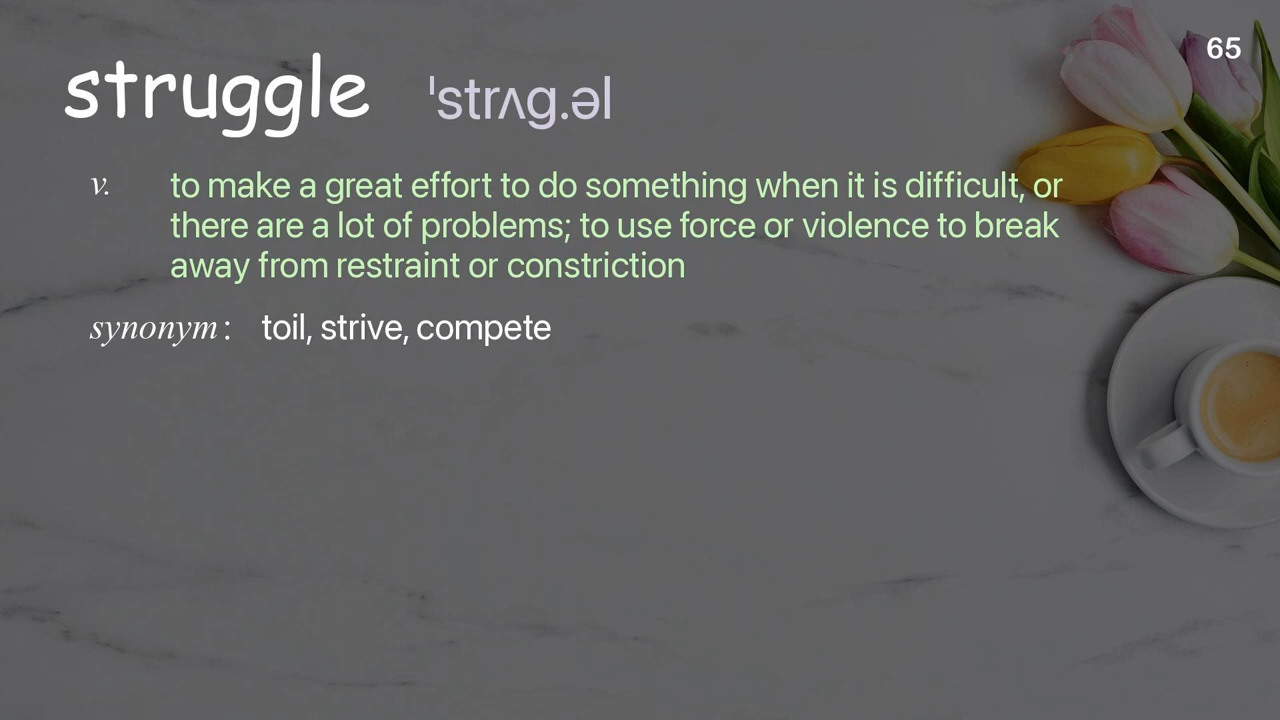 65
struggle ˈstrʌg.əl
v. to make a great effort to do something when it is difficult, or
there are a lot of problems; to use force or violence to break
away from restraint or constriction
synonym: toil, strive, compete